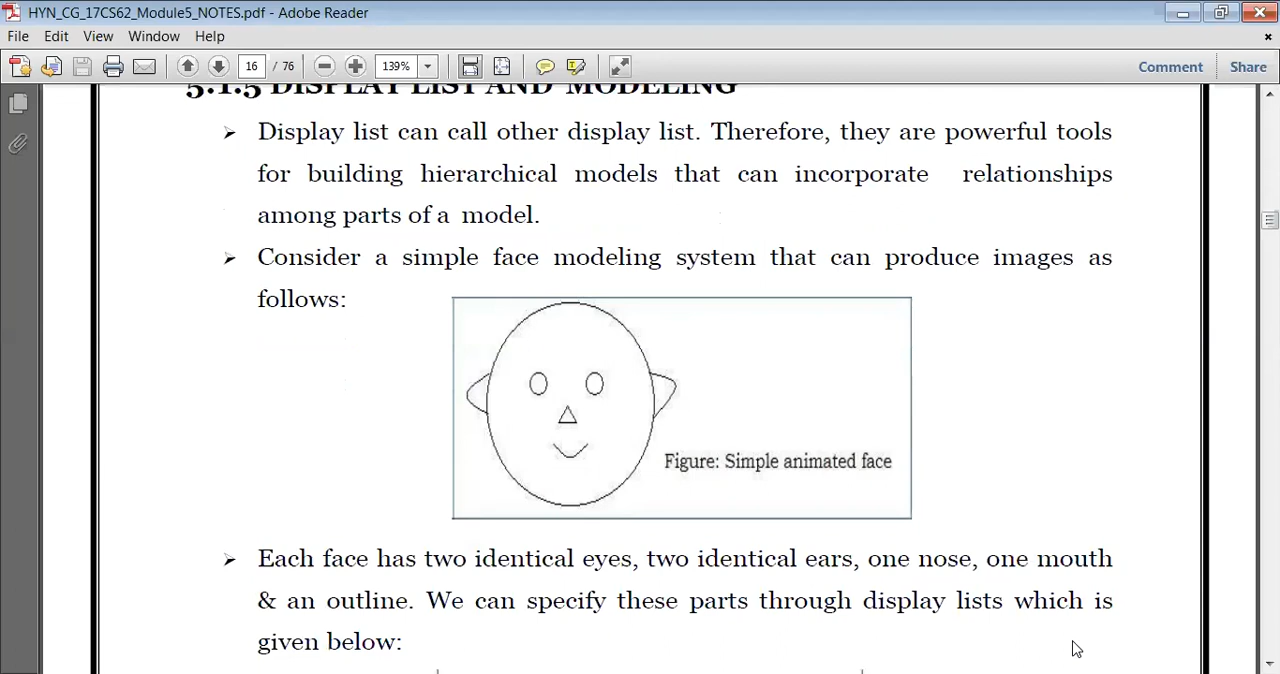 HYN_CG_17CS62_Module5_NOTES.pdf - Adobe Reader
File Edit View Window Help
16 / 76 139% Comment Share
5.1.5 DISPLAY LIST AND MODELING
➢ Display list can call other display list. Therefore, they are powerful tools
for building hierarchical models that can incorporate relationships
among parts of a model.
➢ Consider a simple face modeling system that can produce images as
follows:
Figure: Simple animated face
➢ Each face has two identical eyes, two identical ears, one nose, one mouth
& an outline. We can specify these parts through display lists which is
given below: